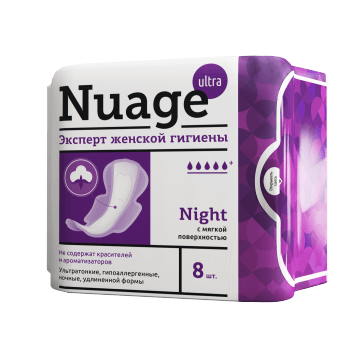 ultra
Nuage
Эксперт женской гигиены
Night
с мягкой
поверхностью
Не содержат красителей
и ароматизаторов
Ультратонкие, гипоаллергенные,
ночные, удлиненной формы
8 шт.